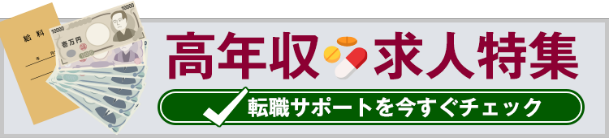 給料
壱万円
高年収求人特集
転職サポートを今すぐチェック